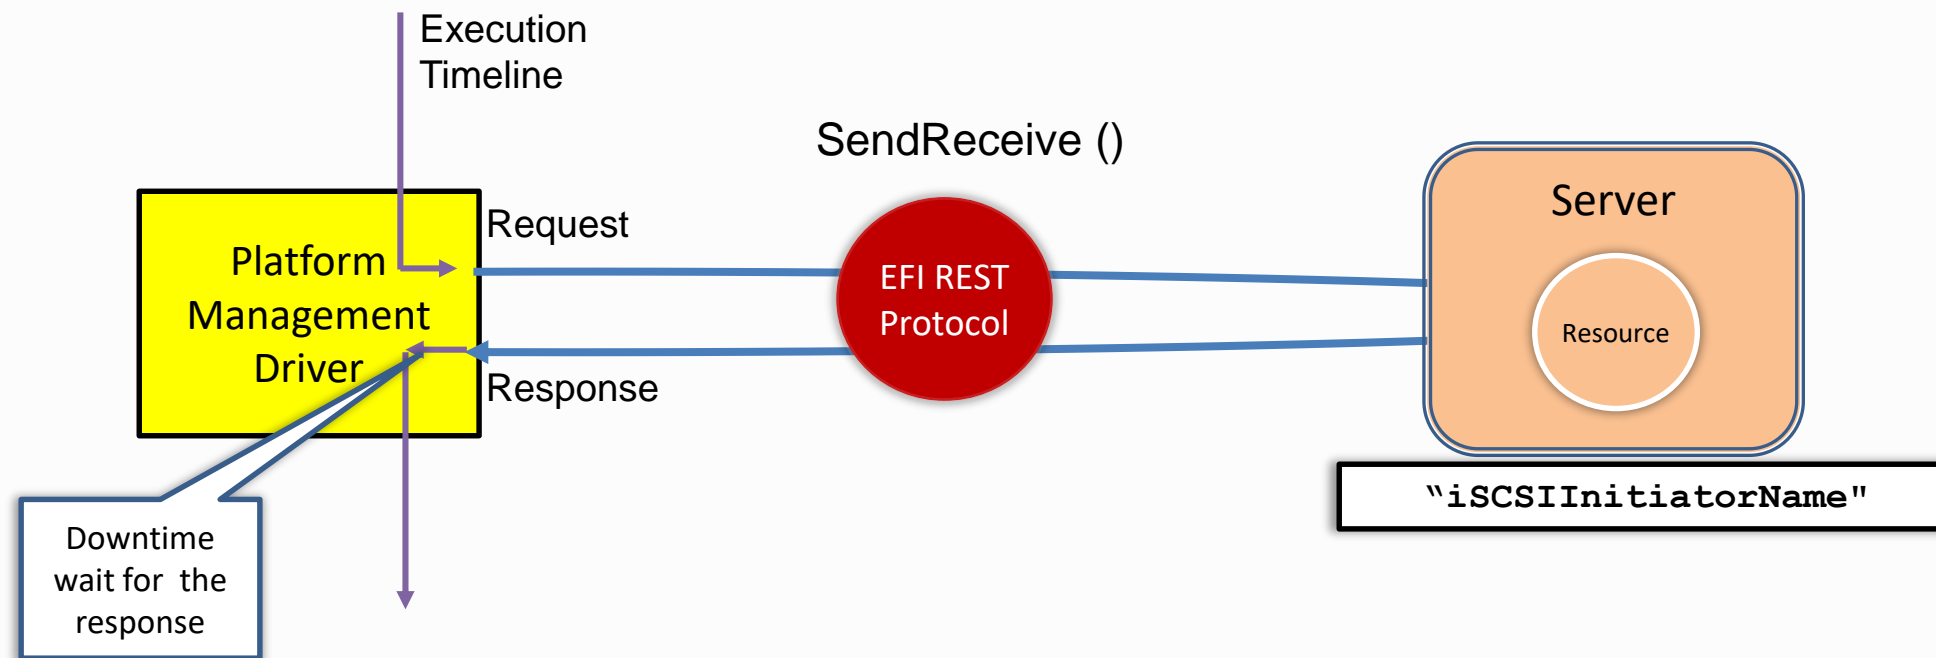 Execution
Timeline
SendReceive ()
Request
Platform
Management
Driver
EFI REST
Protocol
Response
Server
Resource
“iSCSIInitiatorName"
Downtime
wait for  the
response